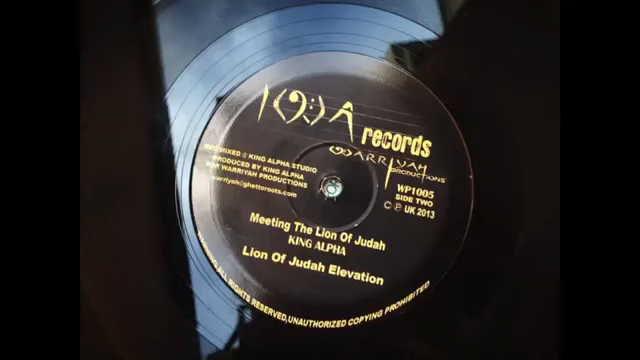 records
WARRIYAH
PRODUCTIONS
MIXED @ KING ALPHA STUDIO
PRODUCED BY KING ALPHA
FOR WARRIYAH PRODUCTIONS
warriyah@ghettoroots.com
WP1005
SIDE TWO
© ℗ UK 2013
Meeting The Lion Of Judah
KING ALPHA
Lion Of Judah Elevation
WARNING ALL RIGHTS RESERVED,UNAUTHORIZED COPYING PROHIBITED